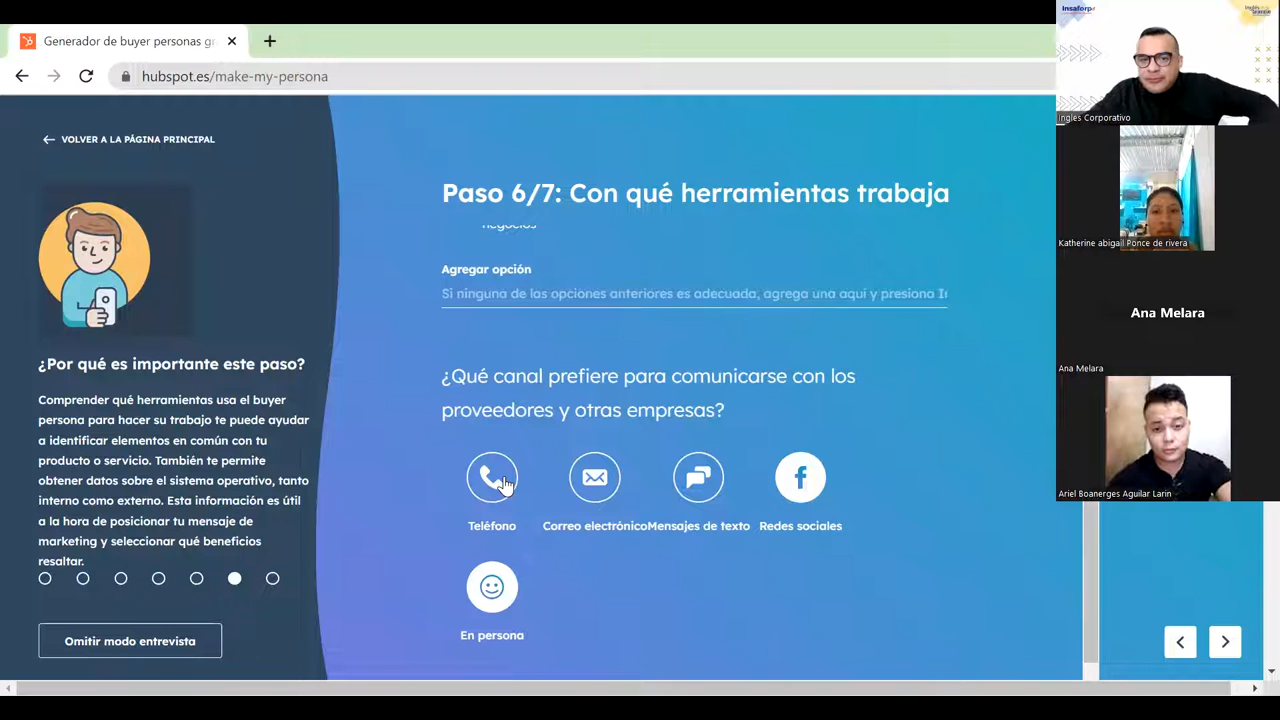 Generador de buyer personas gr
hubspot.es/make-my-persona
VOLVER A LA PÁGINA PRINCIPAL
¿Por qué es importante este paso?
Comprender qué herramientas usa el buyer
persona para hacer su trabajo te puede ayudar
a identificar elementos en común con tu
producto o servicio. También te permite
obtener datos sobre el sistema operativo, tanto
interno como externo. Esta información es útil
a la hora de posicionar tu mensaje de
marketing y seleccionar qué beneficios
resaltar.
Omitir modo entrevista
Paso 6/7: Con qué herramientas trabaja
negocios
Agregar opción
Si ninguna de las opciones anteriores es adecuada, agrega una aquí y presiona In
¿Qué canal prefiere para comunicarse con los
proveedores y otras empresas?
Teléfono
Correo electrónico
Mensajes de texto
Redes sociales
En persona
Insaforp
Ingles Corporativo
Katherine abigail Ponce de rivera
Ana Melara
Ana Melara
Ariel Boanerges Aguilar Larin